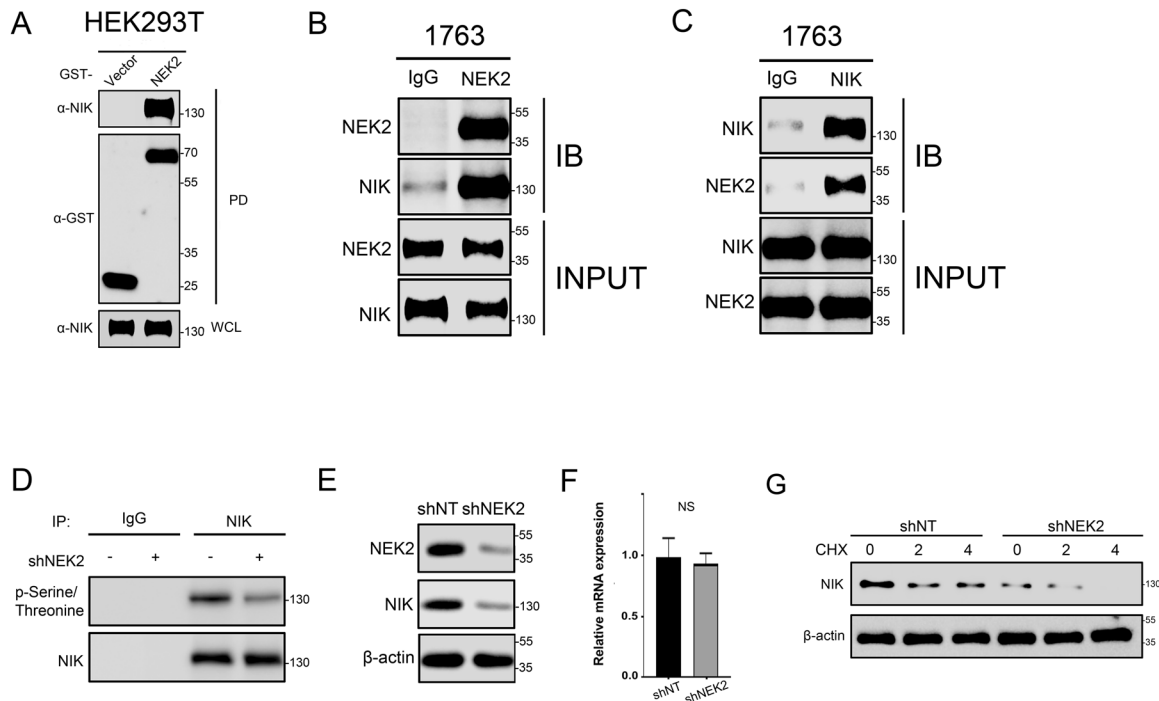 A
HEK293T
GST-
Vector
NEK2
α-NIK
130
α-GST
70
55
35
25
PD
α-NIK
130
WCL
B
1763
IgG NEK2
NEK2
55
35
NIK
130
IB
NEK2
55
35
NIK
130
INPUT
C
1763
IgG NIK
NIK
130
NEK2
55
35
IB
NIK
130
NEK2
55
35
INPUT
D
IP: IgG NIK
shNEK2 - + - +
p-Serine/
Threonine
130
NIK
130
E
shNT shNEK2
NEK2
55
35
NIK
130
β-actin
55
35
F
Relative mRNA expression
NS
1.0
0.5
0.0
shNT
shNEK2
G
shNT shNEK2
CHX 0 2 4 0 2 4
NIK
130
β-actin
55
35